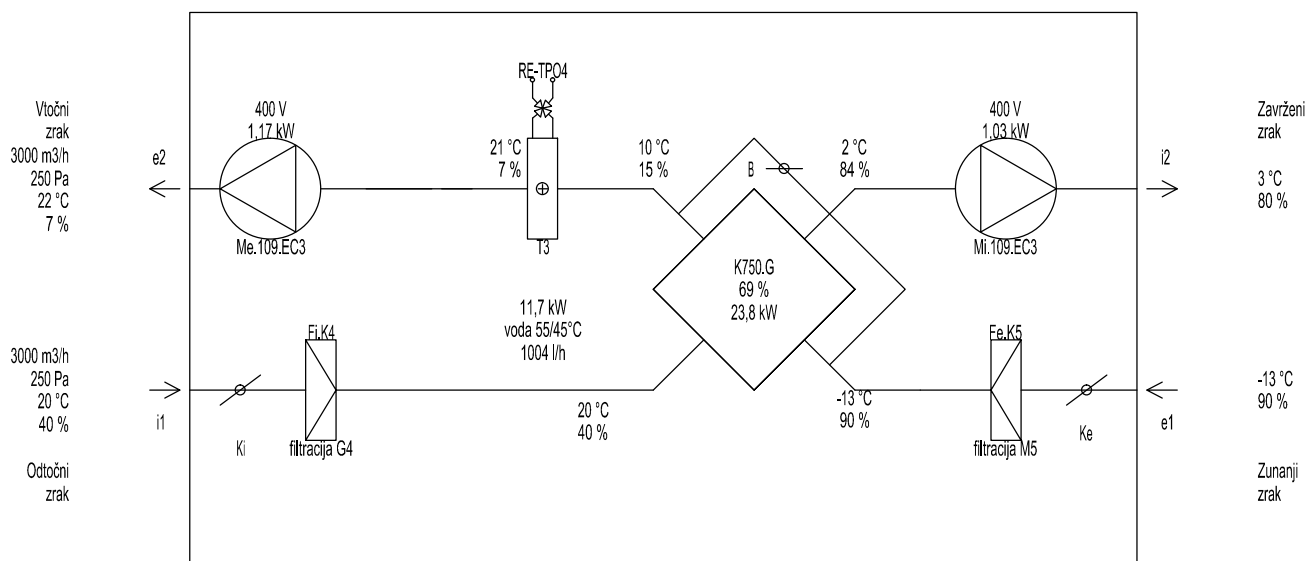 RE-TPO4
Vtočni
zrak
3000 m3/h
250 Pa
22 °C
7 %
e2
400 V
1,17 kW
Me.109.EC3
21 °C
7 %
T3
10 °C
15 %
B
2 °C
84 %
400 V
1,03 kW
Mi.109.EC3
i2
Zavrženi
zrak
3 °C
80 %
K750.G
69 %
23,8 kW
11,7 kW
voda 55/45°C
1004 l/h
3000 m3/h
250 Pa
20 °C
40 %
i1
Odtočni
zrak
Ki
Fi.K4
filtracija G4
20 °C
40 %
-13 °C
90 %
Fe.K5
filtracija M5
Ke
e1
-13 °C
90 %
Zunanji
zrak